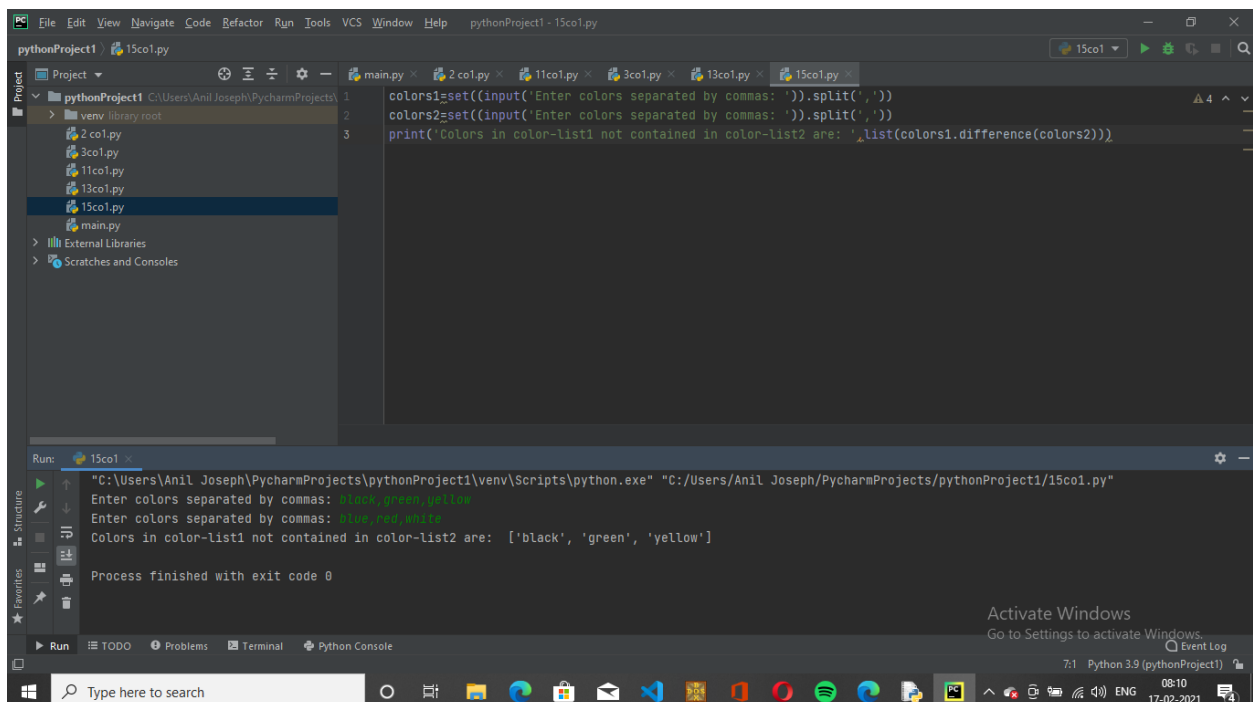 File Edit View Navigate Code Refactor Run Tools VCS Window Help pythonProject1 - 15co1.py
pythonProject1 15co1.py 15co1
Project main.py 2 co1.py 11co1.py 3co1.py 13co1.py 15co1.py
Project
pythonProject1 C:\Users\Anil Joseph\PycharmProjects\
venv library root
2 co1.py
3co1.py
11co1.py
13co1.py
15co1.py
main.py
External Libraries
Scratches and Consoles
1 colors1=set((input('Enter colors separated by commas: ')).split(','))
2 colors2=set((input('Enter colors separated by commas: ')).split(','))
3 print('Colors in color-list1 not contained in color-list2 are: ',list(colors1.difference(colors2)))
4
Run: 15co1
"C:\Users\Anil Joseph\PycharmProjects\pythonProject1\venv\Scripts\python.exe" "C:/Users/Anil Joseph/PycharmProjects/pythonProject1/15co1.py"
Enter colors separated by commas: black,green,yellow
Enter colors separated by commas: blue,red,white
Colors in color-list1 not contained in color-list2 are:  ['black', 'green', 'yellow']
Process finished with exit code 0
Structure
Favorites
Activate Windows
Go to Settings to activate Windows.
Run TODO Problems Terminal Python Console Event Log
7:1 Python 3.9 (pythonProject1)
Type here to search
DOS
ENG
08:10
17-02-2021
4